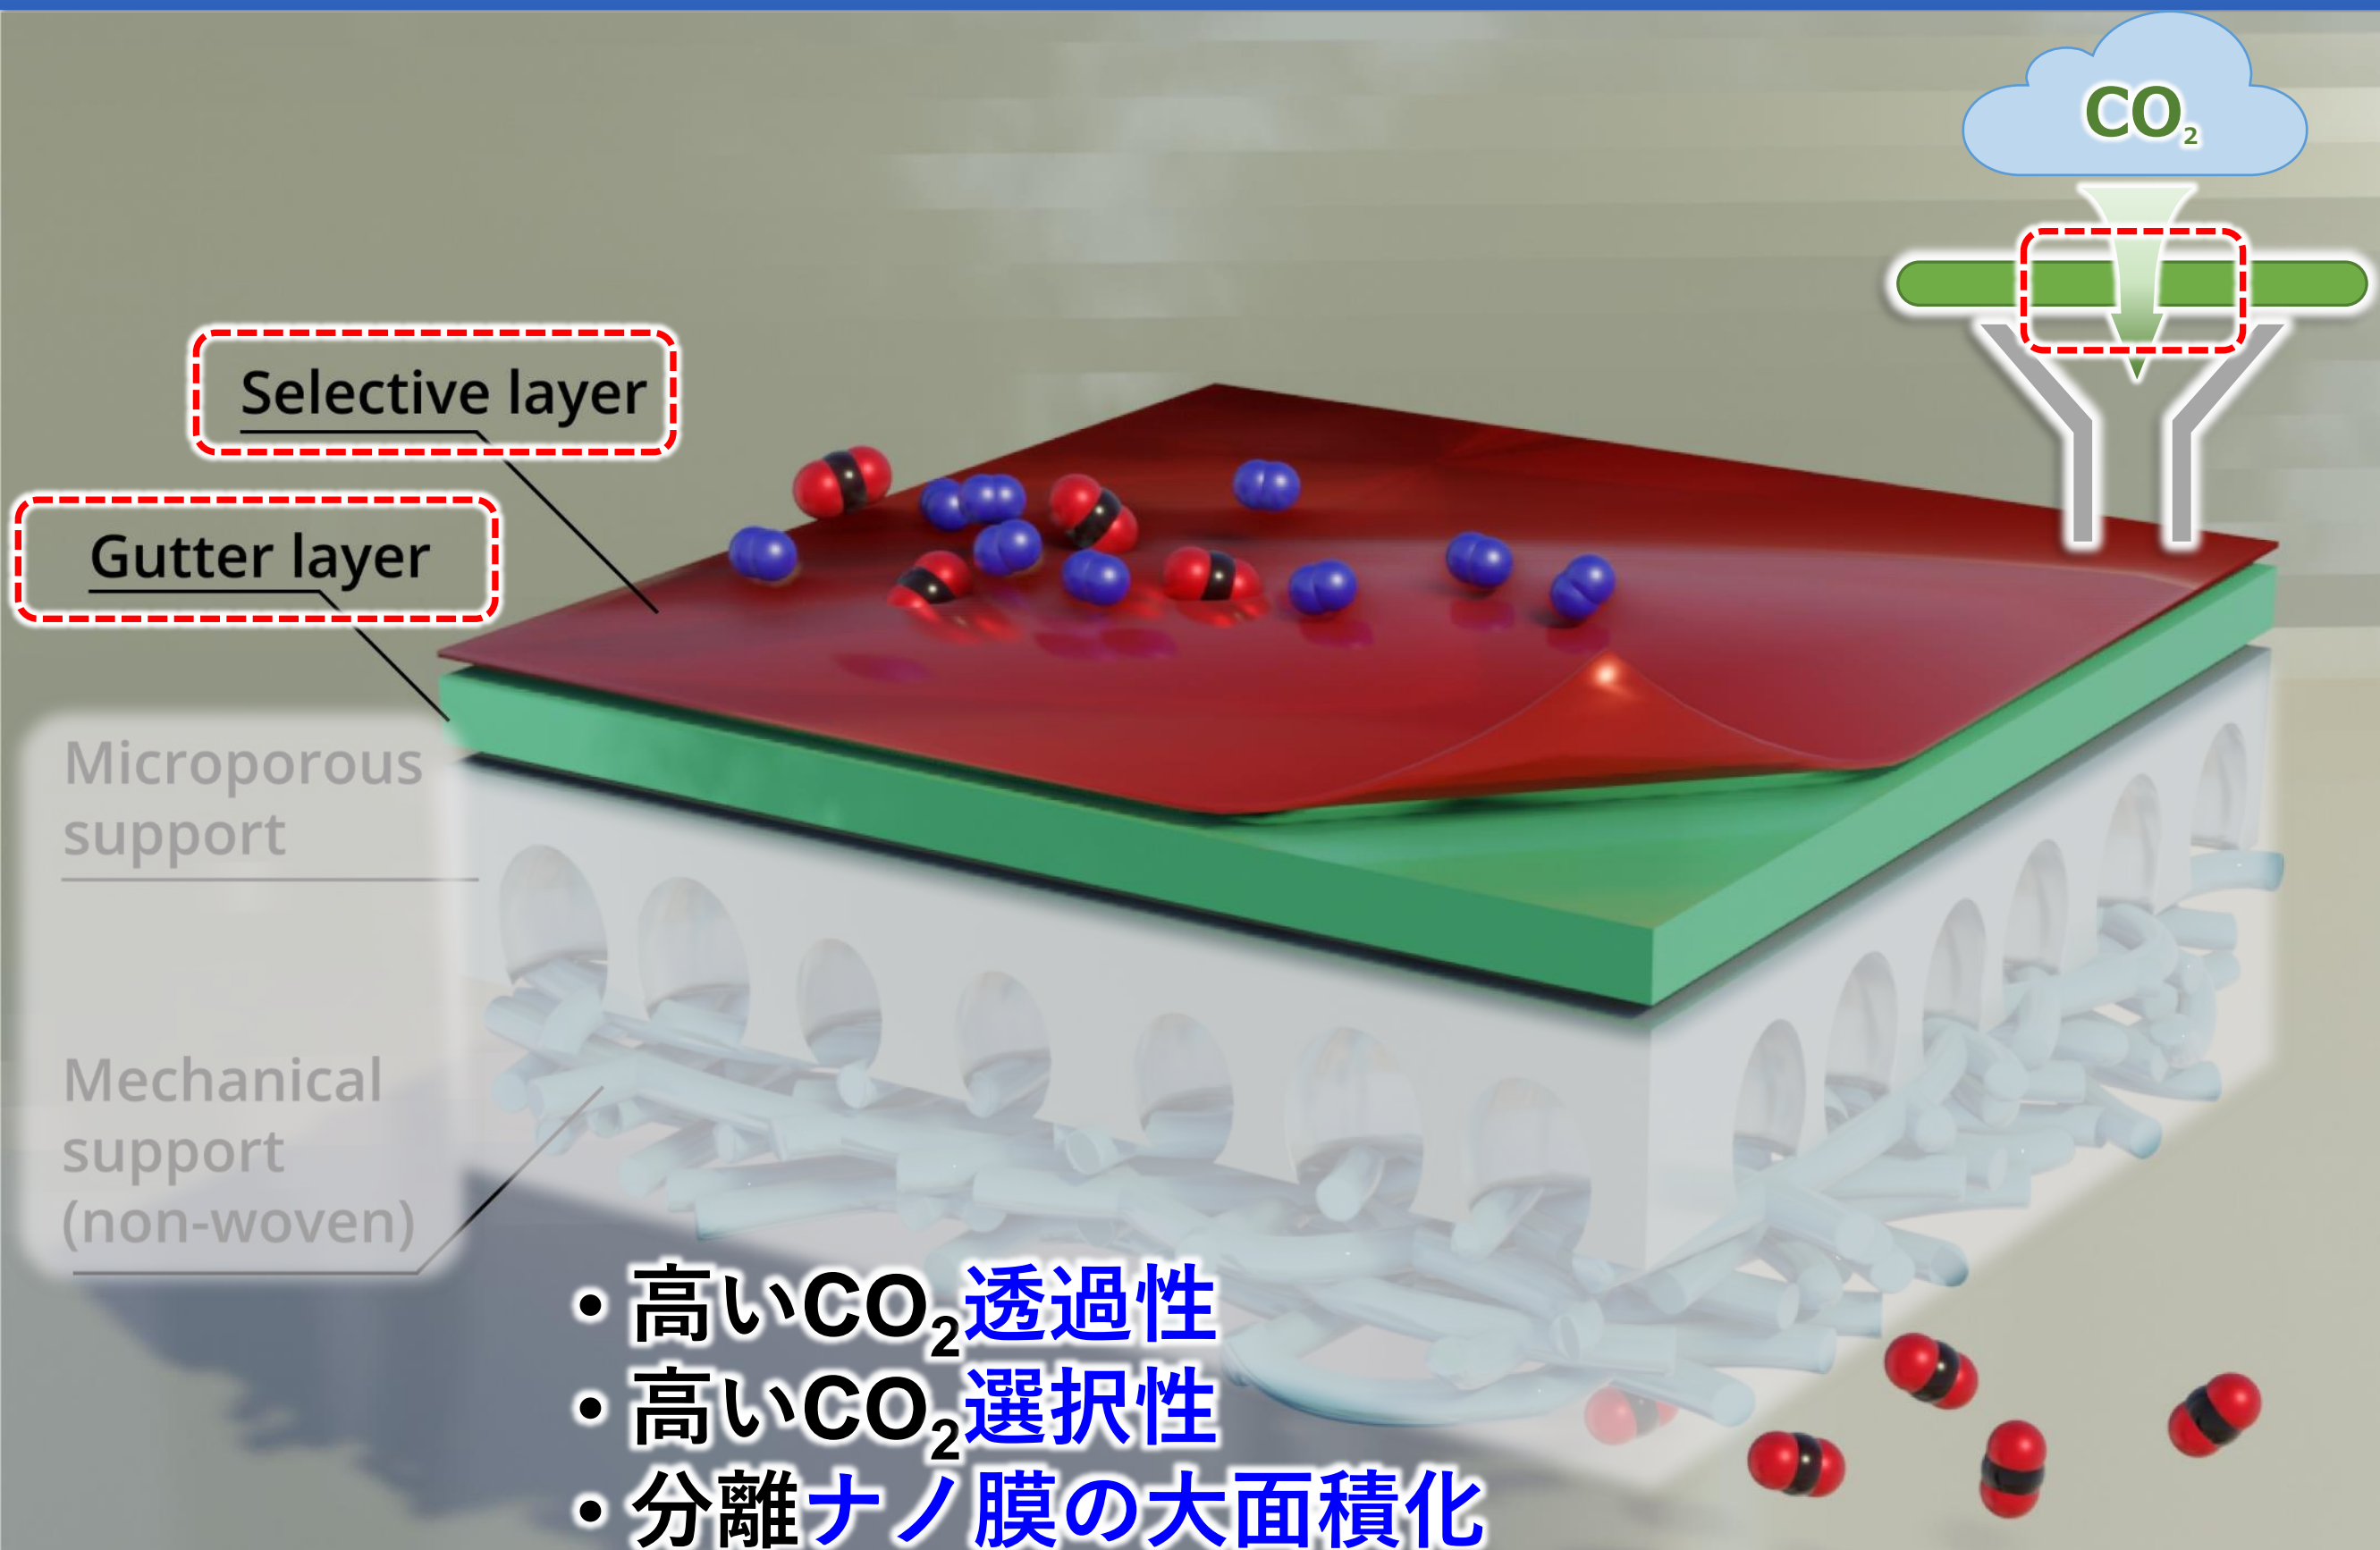 CO₂
Selective layer
Gutter layer
Microporous
support
Mechanical
support
(non-woven)
・高いCO₂透過性
・高いCO₂選択性
・分離ナノ膜の大面積化